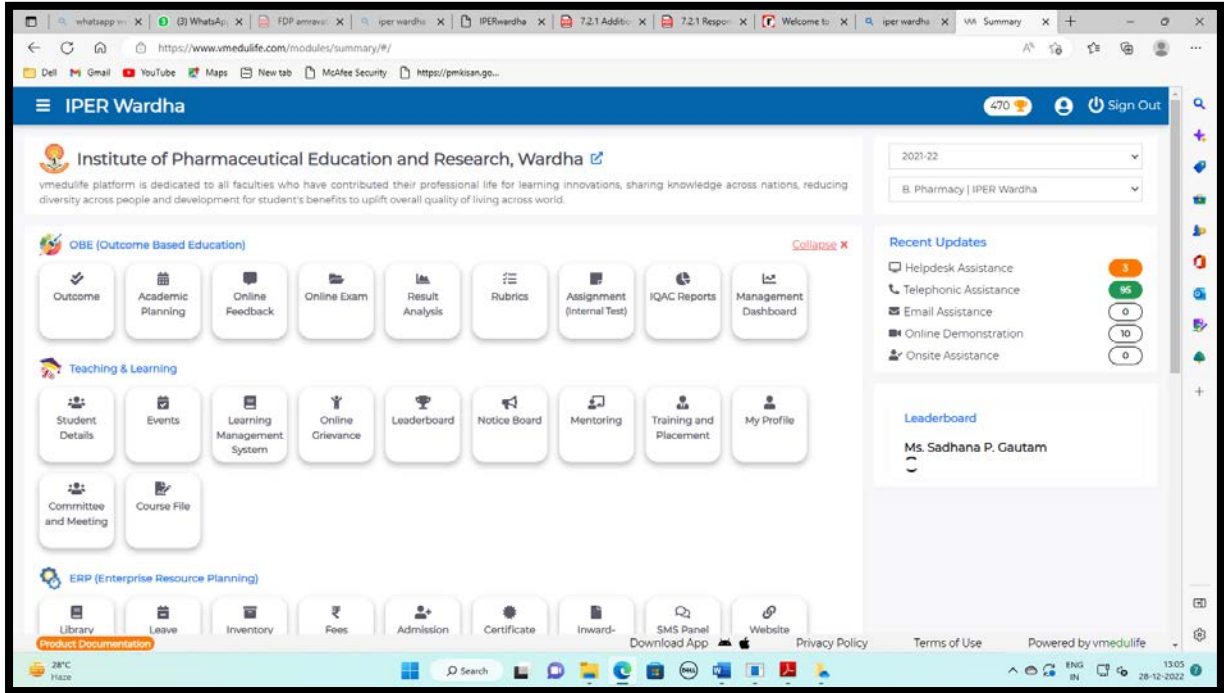 whatsapp w
(3) WhatsAp
FDP amravat
iper wardha
IPERwardha
7.2.1 Additio
7.2.1 Respon
Welcome to
iper wardha
Summary
https://www.vmedulife.com/modules/summary/#/
Dell
Gmail
YouTube
Maps
New tab
McAfee Security
https://pmkisan.go...
IPER Wardha
470
Sign Out
Institute of Pharmaceutical Education and Research, Wardha
vmedulife platform is dedicated to all faculties who have contributed their professional life for learning innovations, sharing knowledge across nations, reducing
diversity across people and development for student's benefits to uplift overall quality of living across world.
2021-22
B. Pharmacy | IPER Wardha
OBE (Outcome Based Education)
Collapse X
Outcome
Academic
Planning
Online
Feedback
Online Exam
Result
Analysis
Rubrics
Assignment
(Internal Test)
IQAC Reports
Management
Dashboard
Recent Updates
Helpdesk Assistance 3
Telephonic Assistance 95
Email Assistance 0
Online Demonstration 10
Onsite Assistance 0
Teaching & Learning
Student
Details
Events
Learning
Management
System
Online
Grievance
Leaderboard
Notice Board
Mentoring
Training and
Placement
My Profile
Leaderboard
Ms. Sadhana P. Gautam
Committee
and Meeting
Course File
ERP (Enterprise Resource Planning)
Library
Leave
Inventory
Fees
Admission
Certificate
Inward-
SMS Panel
Website
Product Documentation
Download App
Privacy Policy
Terms of Use
Powered by vmedulife
28°C
Haze
Search
ENG
IN
13:05
28-12-2022